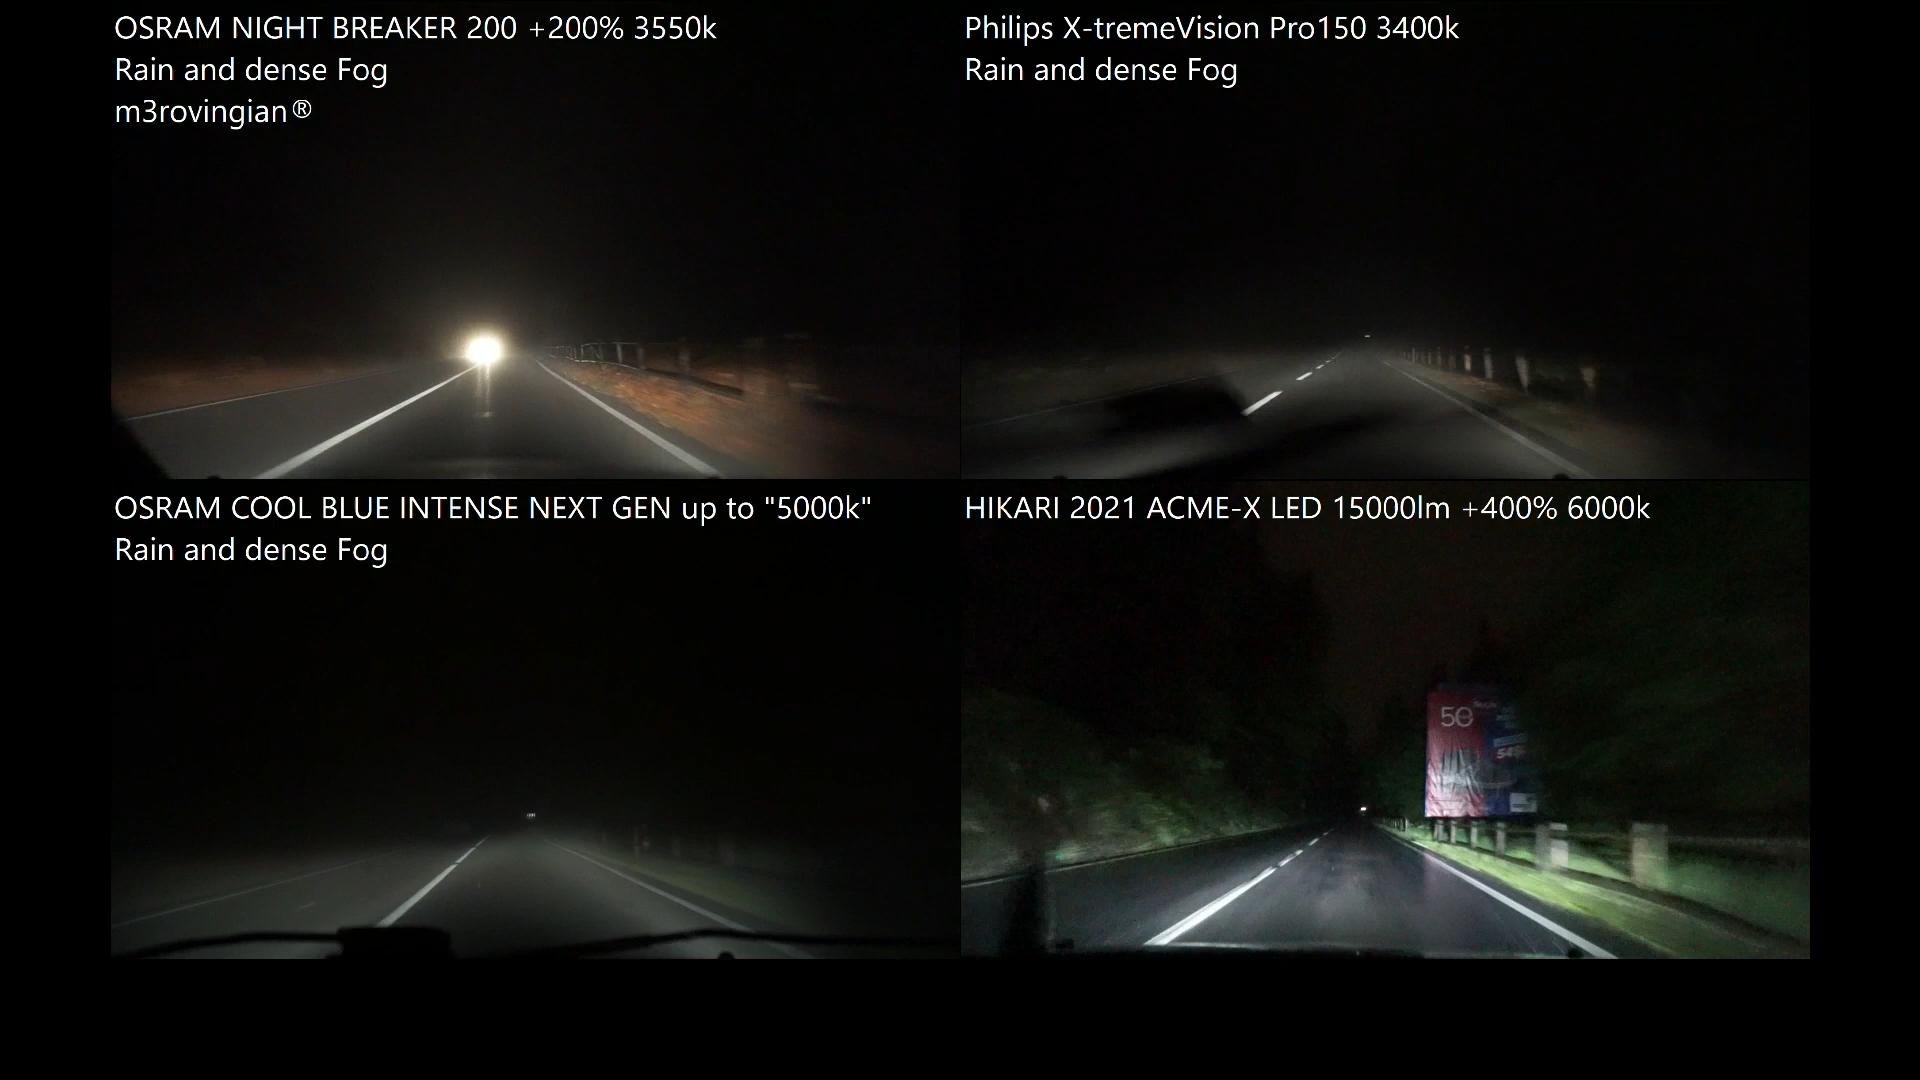 OSRAM NIGHT BREAKER 200 +200% 3550k
Rain and dense Fog
m3rovingian®
Philips X-tremeVision Pro150 3400k
Rain and dense Fog
OSRAM COOL BLUE INTENSE NEXT GEN up to "5000k"
Rain and dense Fog
HIKARI 2021 ACME-X LED 15000lm +400% 6000k
50